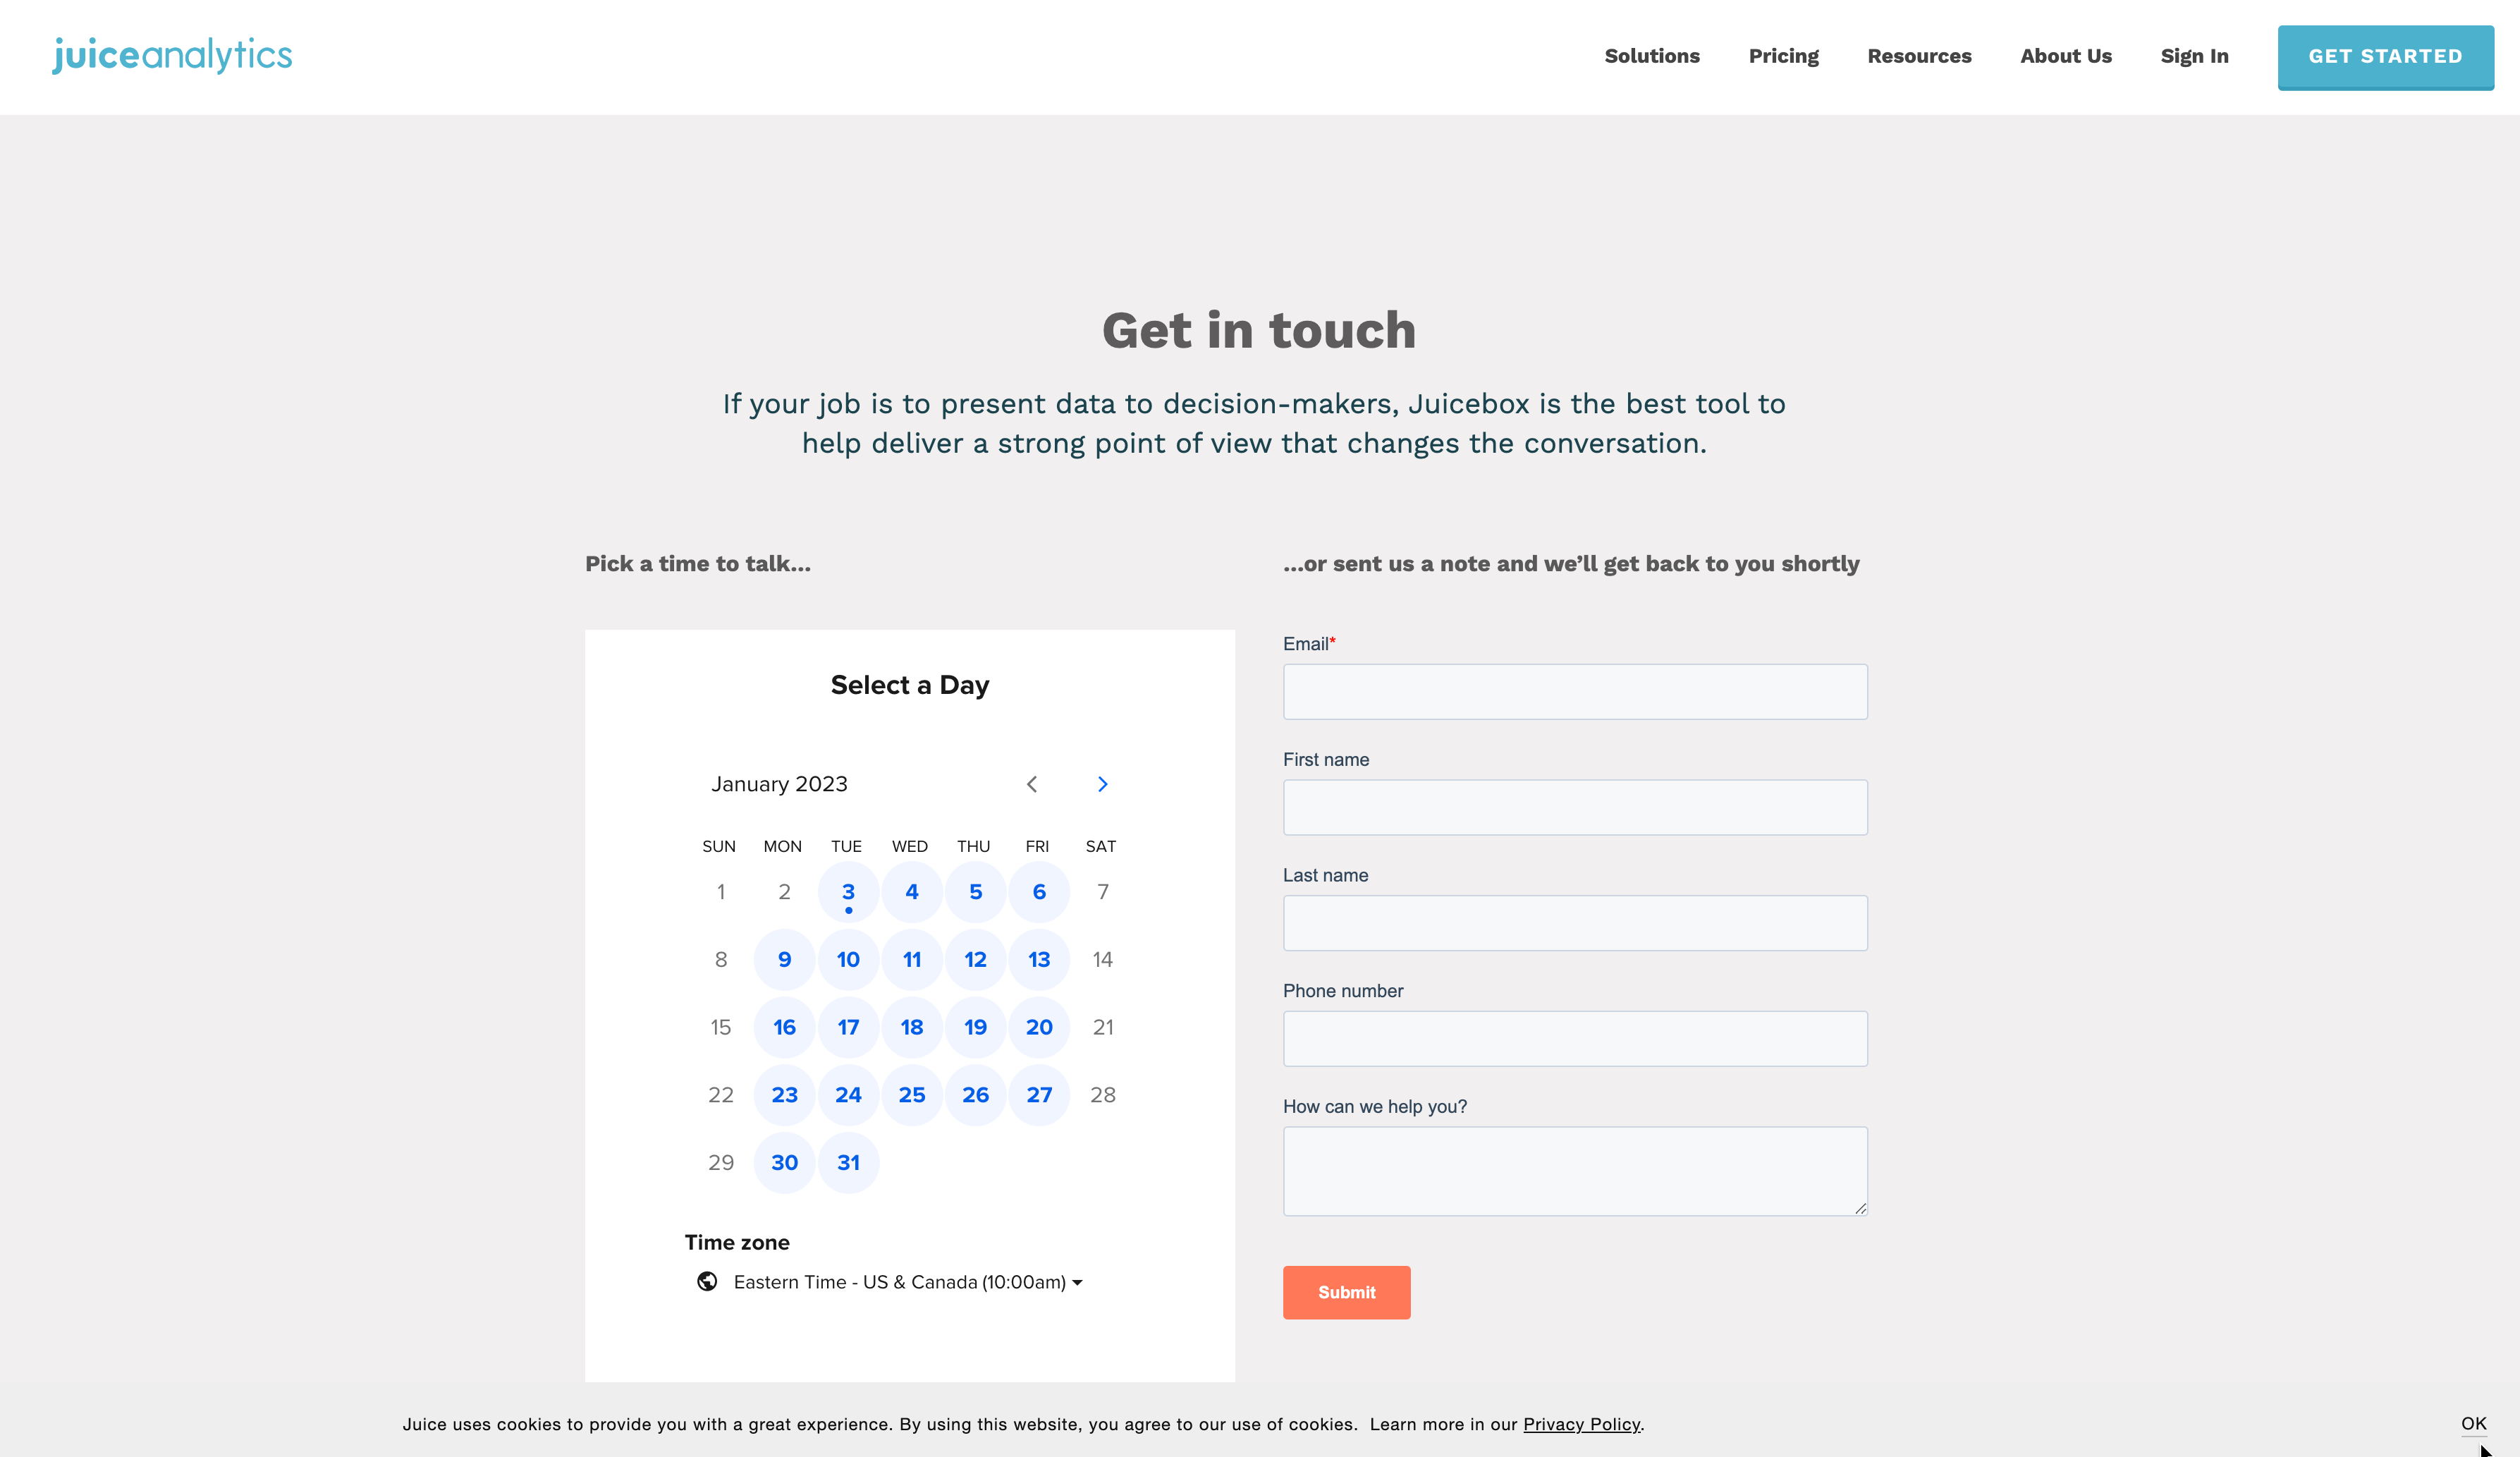 juiceanalytics
Solutions Pricing Resources About Us Sign In GET STARTED
Get in touch
If your job is to present data to decision-makers, Juicebox is the best tool to
help deliver a strong point of view that changes the conversation.
Pick a time to talk...
Select a Day
January 2023
SUN MON TUE WED THU FRI SAT
1 2 3 4 5 6 7
8 9 10 11 12 13 14
15 16 17 18 19 20 21
22 23 24 25 26 27 28
29 30 31
Time zone
Eastern Time - US & Canada (10:00am)
...or sent us a note and we’ll get back to you shortly
Email*
First name
Last name
Phone number
How can we help you?
Submit
Juice uses cookies to provide you with a great experience. By using this website, you agree to our use of cookies. Learn more in our Privacy Policy.
OK